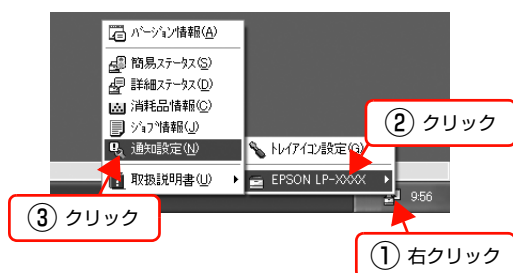 バージョン情報(A)
簡易ステータス(S)
詳細ステータス(D)
消耗品情報(C)
ジョブ情報(J)
通知設定(N)
取扱説明書(U)
トレイアイコン設定(G)
EPSON LP-XXXX
② クリック
③ クリック
9:56
① 右クリック